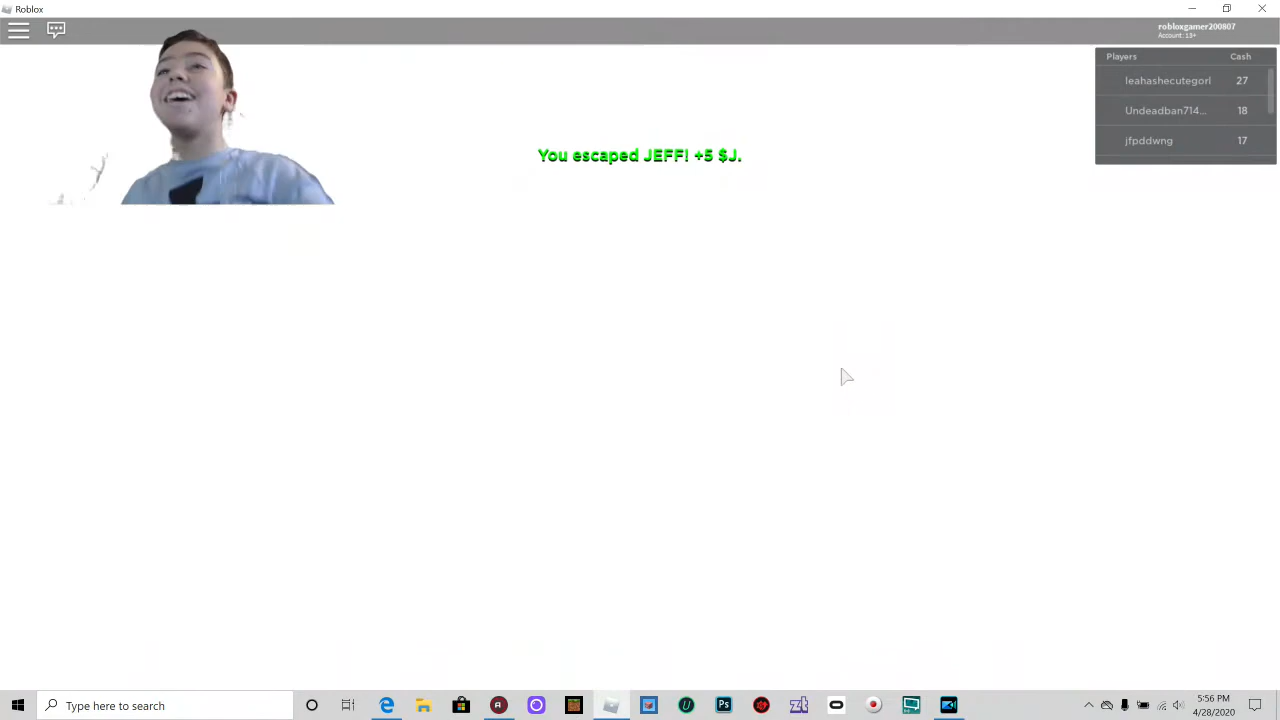 Roblox
robloxgamer200807
Account: 13+
Players Cash
leahashecutegorl 27
Undeadban714... 18
jfpddwng 17
You escaped JEFF! +5 $J.
Type here to search
5:56 PM
4/28/2020